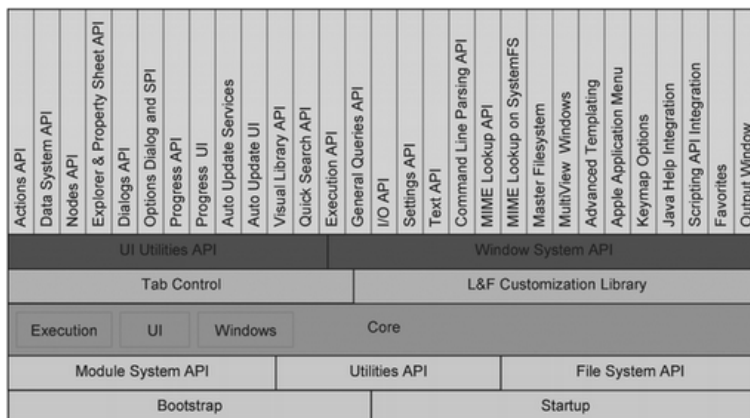 Actions API
Data System API
Nodes API
Explorer & Property Sheet API
Dialogs API
Options Dialog and SPI
Progress API
Progress UI
Auto Update Services
Auto Update UI
Visual Library API
Quick Search API
Execution API
General Queries API
I/O API
Settings API
Text API
Command Line Parsing API
MIME Lookup API
MIME Lookup on SystemFS
Master Filesystem
MultiView Windows
Advanced Templating
Apple Application Menu
Keymap Options
Java Help Integration
Scripting API Integration
Favorites
Output Window
UI Utilities API
Window System API
Tab Control
L&F Customization Library
Execution
UI
Windows
Core
Module System API
Utilities API
File System API
Bootstrap
Startup